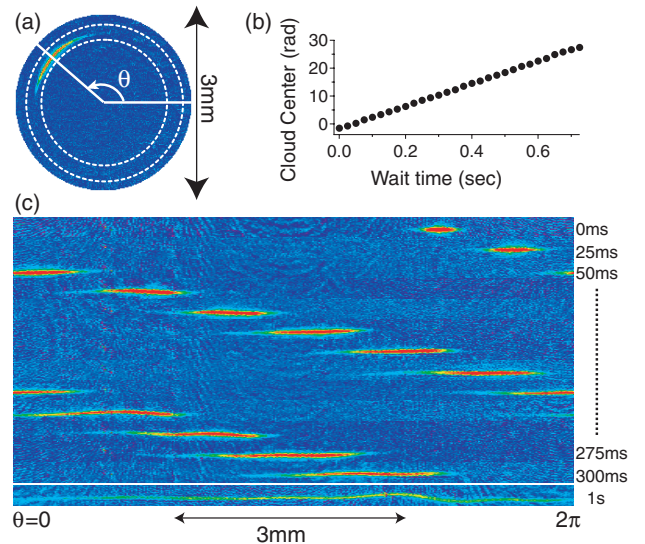 (a)
θ
3mm
(b)
30
20
10
0
Cloud Center (rad)
0.0
0.2
0.4
0.6
Wait time (sec)
(c)
0ms
25ms
50ms
275ms
300ms
1s
θ=0
3mm
2π